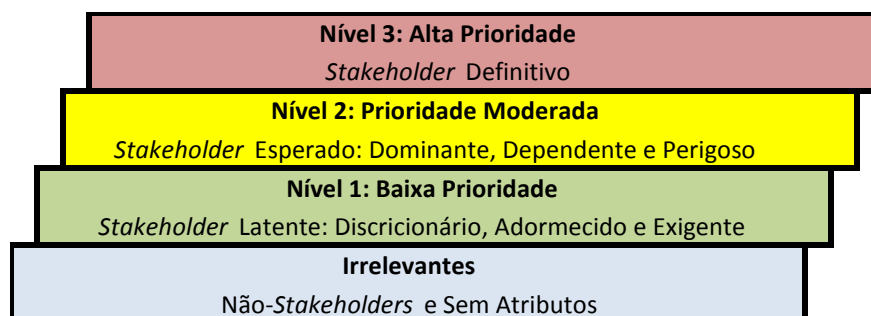 Nível 3: Alta Prioridade
Stakeholder Definitivo
Nível 2: Prioridade Moderada
Stakeholder Esperado: Dominante, Dependente e Perigoso
Nível 1: Baixa Prioridade
Stakeholder Latente: Discricionário, Adormecido e Exigente
Irrelevantes
Não-Stakeholders e Sem Atributos